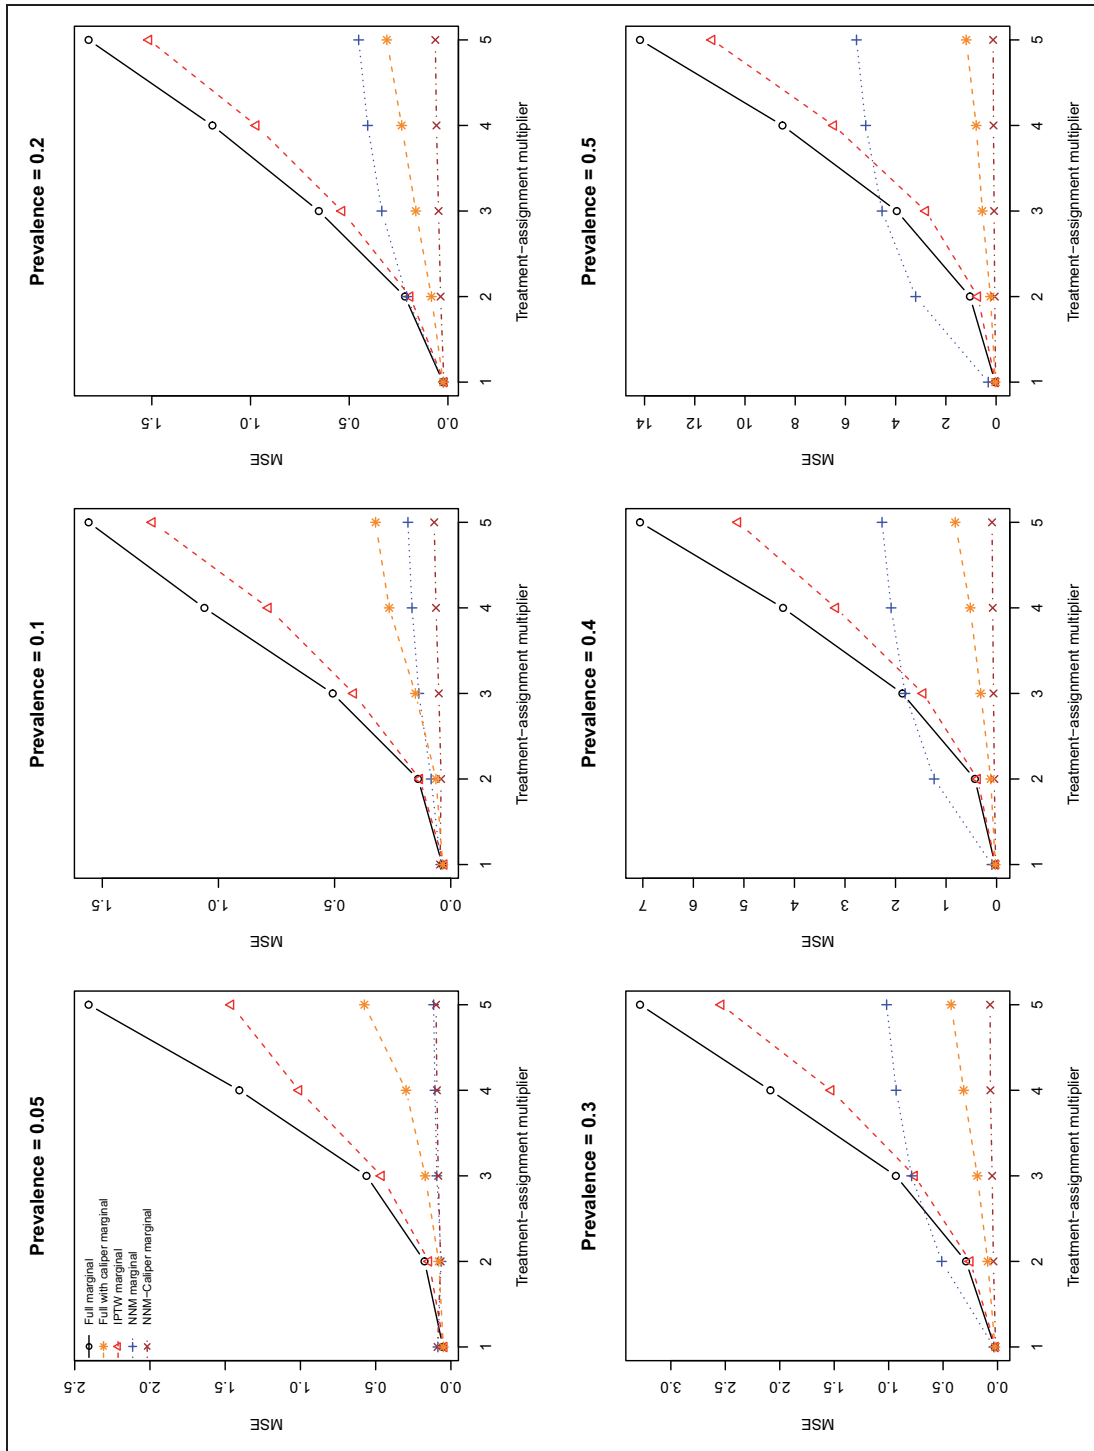 Prevalence = 0.05
Full marginal
Full with caliper marginal
IPTW marginal
NNM marginal
NNM−Caliper marginal
MSE
2.5
2.0
1.5
1.0
0.5
0.0
1 2 3 4 5
Treatment−assignment multiplier
Prevalence = 0.1
MSE
1.5
1.0
0.5
0.0
1 2 3 4 5
Treatment−assignment multiplier
Prevalence = 0.2
MSE
1.5
1.0
0.5
0.0
1 2 3 4 5
Treatment−assignment multiplier
Prevalence = 0.3
MSE
3.0
2.5
2.0
1.5
1.0
0.5
0.0
1 2 3 4 5
Treatment−assignment multiplier
Prevalence = 0.4
MSE
7
6
5
4
3
2
1
0
1 2 3 4 5
Treatment−assignment multiplier
Prevalence = 0.5
MSE
14
12
10
8
6
4
2
0
1 2 3 4 5
Treatment−assignment multiplier